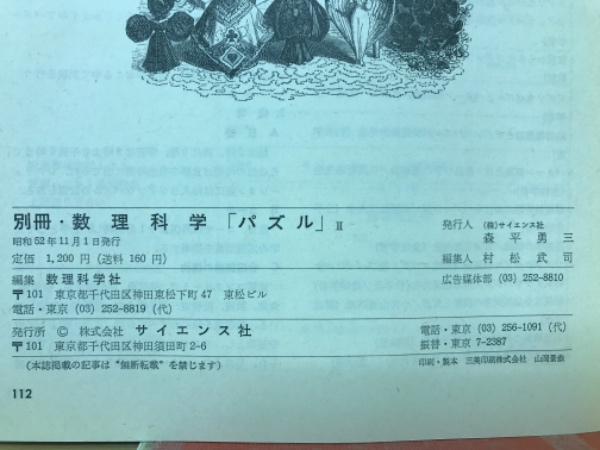 別冊・数理科学「パズル」II
昭和52年11月1日発行
定価 1,200円（送料160円）
発行人 (株)サイエンス社
森平勇三
編集人 村松武司
編集 数理科学社
〒101 東京都千代田区神田東松下町47 東松ビル
電話・東京 (03) 252-8819 (代)
広告媒体部 (03) 252-8810
発行所 © 株式会社 サイエンス社
〒101 東京都千代田区神田須田町2-6
電話・東京 (03) 256-1091 (代)
振替・東京 7-2387
（本誌掲載の記事は“無断転載”を禁じます）
印刷・製本 三美印刷株式会社
112